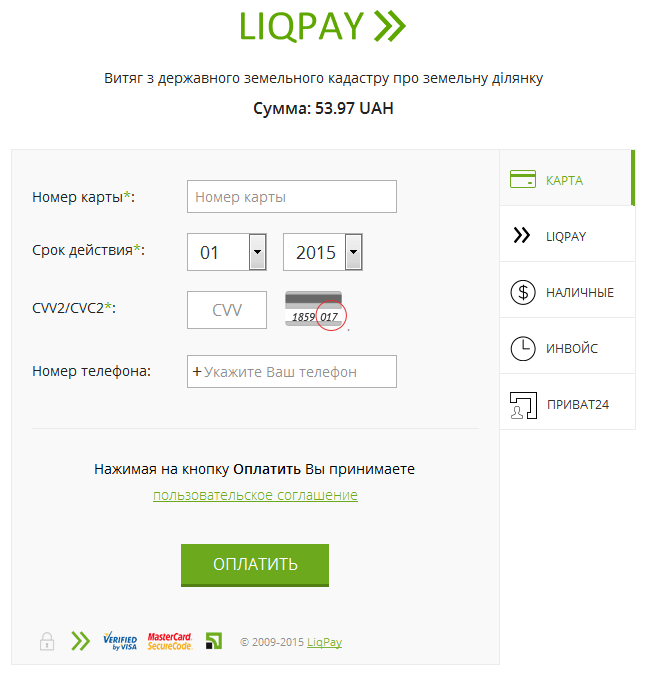 LIQPAY
Витяг з державного земельного кадастру про земельну ділянку
Сумма: 53.97 UAH
Номер карты*:
Номер карты
Срок действия*:
01
2015
CVV2/CVC2*:
CVV
1859 017
Номер телефона:
+ Укажите Ваш телефон
Нажимая на кнопку Оплатить Вы принимаете
пользовательское соглашение
ОПЛАТИТЬ
VERIFIED
by VISA
MasterCard.
SecureCode.
© 2009-2015 LiqPay
КАРТА
LIQPAY
НАЛИЧНЫЕ
ИНВОЙС
ПРИВАТ24